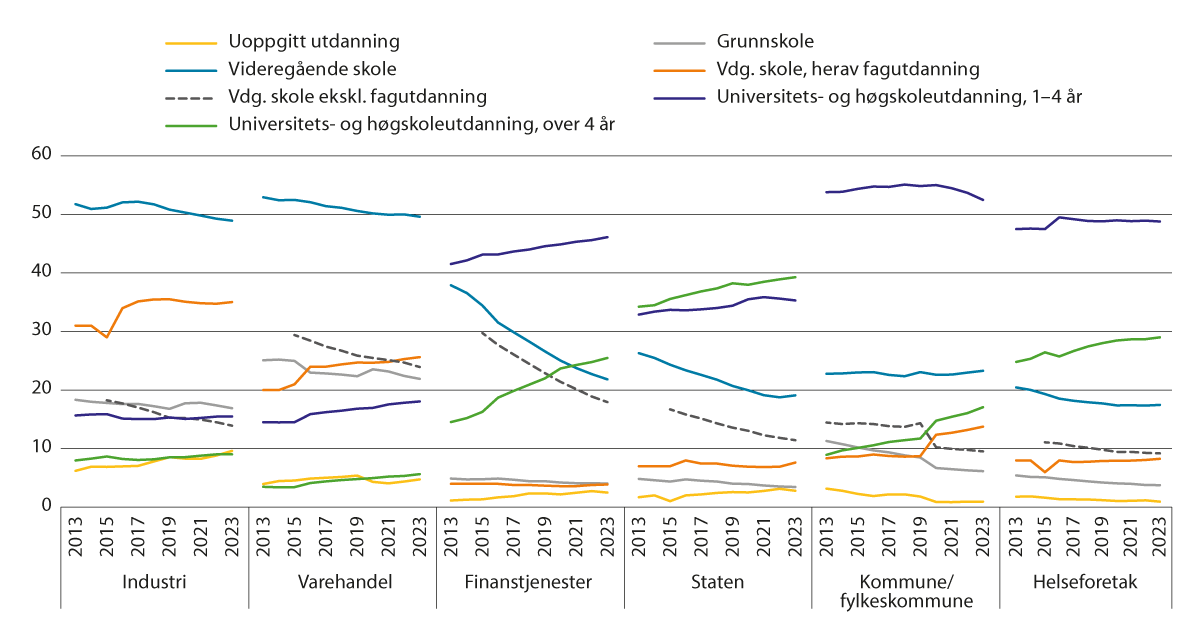 Uoppgitt utdanning
Grunnskole
Videregående skole
Vdg. skole, herav fagutdanning
Vdg. skole ekskl. fagutdanning
Universitets- og høgskoleutdanning, 1–4 år
Universitets- og høgskoleutdanning, over 4 år
60
50
40
30
20
10
0
2013 2015 2017 2019 2021 2023 2013 2015 2017 2019 2021 2023 2013 2015 2017 2019 2021 2023 2013 2015 2017 2019 2021 2023 2013 2015 2017 2019 2021 2023 2013 2015 2017 2019 2021 2023
Industri Varehandel Finanstjenester Staten Kommune/ Helseforetak
fylkeskommune